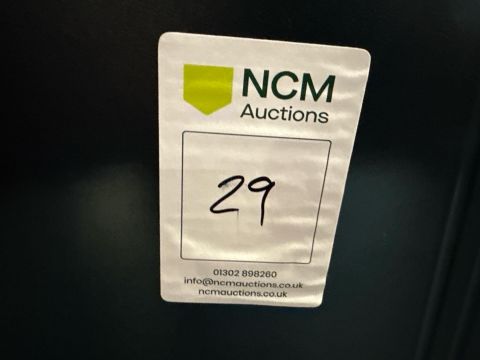 NCM
Auctions
29
01302 898260
info@ncmauctions.co.uk
ncmauctions.co.uk